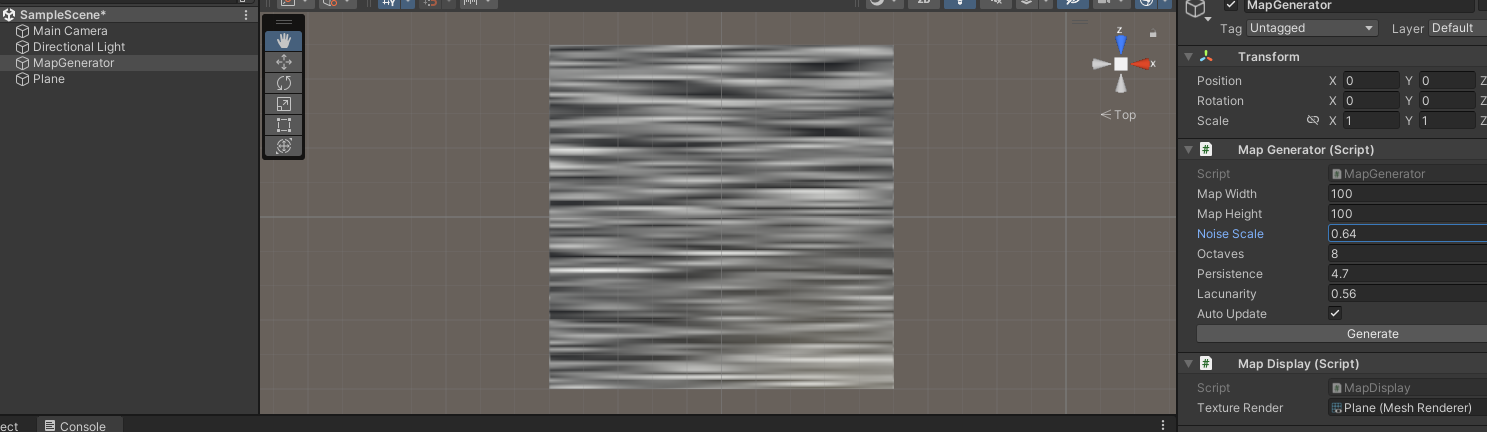 SampleScene*
Main Camera
Directional Light
MapGenerator
Plane
z
x
Top
MapGenerator
Tag Untagged Layer Default
Transform
Position X 0 Y 0 Z
Rotation X 0 Y 0 Z
Scale X 1 Y 1 Z
# Map Generator (Script)
Script MapGenerator
Map Width 100
Map Height 100
Noise Scale 0.64
Octaves 8
Persistence 4.7
Lacunarity 0.56
Auto Update
Generate
# Map Display (Script)
Script MapDisplay
Texture Render Plane (Mesh Renderer)
ect Console